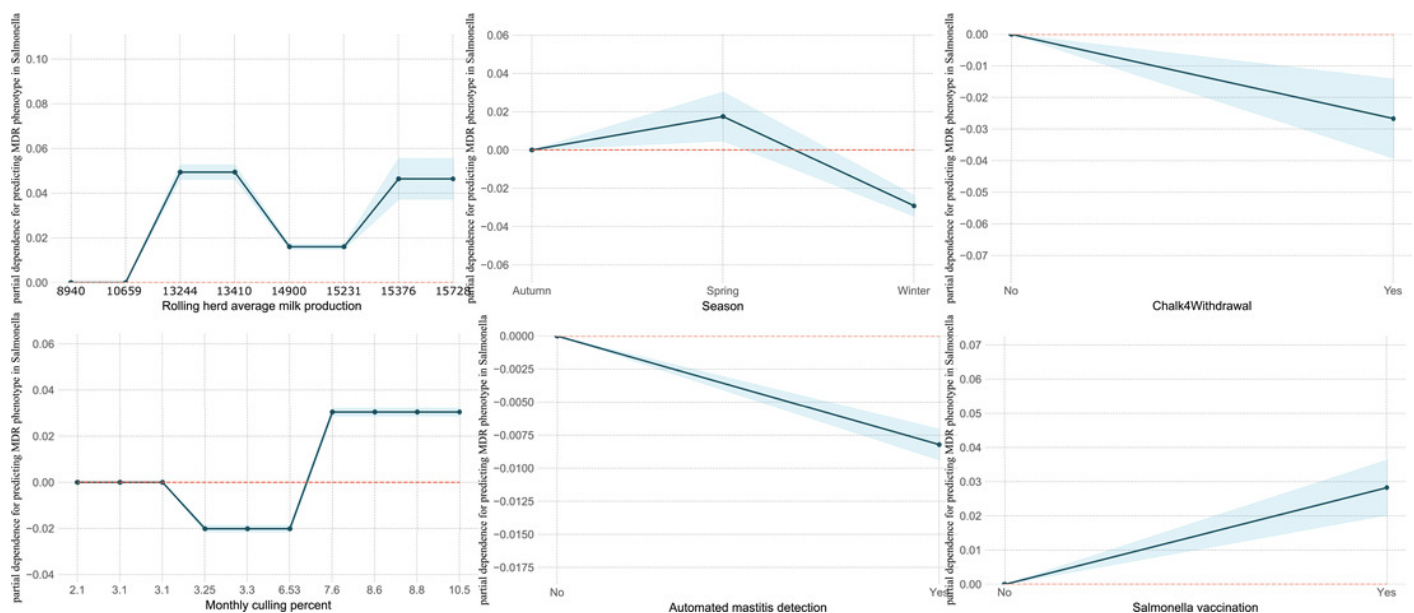 partial dependence for predicting MDR phenotype in Salmonella
0.10
0.08
0.06
0.04
0.02
0.00
8940 10659 13244 13410 14900 15231 15376 15728
Rolling herd average milk production
partial dependence for predicting MDR phenotype in Salmonella
0.06
0.04
0.02
0.00
−0.02
−0.04
−0.06
Autumn Spring Winter
Season
partial dependence for predicting MDR phenotype in Salmonella
0.00
−0.01
−0.02
−0.03
−0.04
−0.05
−0.06
−0.07
No Yes
Chalk4Withdrawal
partial dependence for predicting MDR phenotype in Salmonella
0.06
0.04
0.02
0.00
−0.02
−0.04
2.1 3.1 3.1 3.25 3.3 6.53 7.6 8.6 8.8 10.5
Monthly culling percent
partial dependence for predicting MDR phenotype in Salmonella
0.0000
−0.0025
−0.0050
−0.0075
−0.0100
−0.0125
−0.0150
−0.0175
No Yes
Automated mastitis detection
partial dependence for predicting MDR phenotype in Salmonella
0.07
0.06
0.05
0.04
0.03
0.02
0.01
0.00
No Yes
Salmonella vaccination